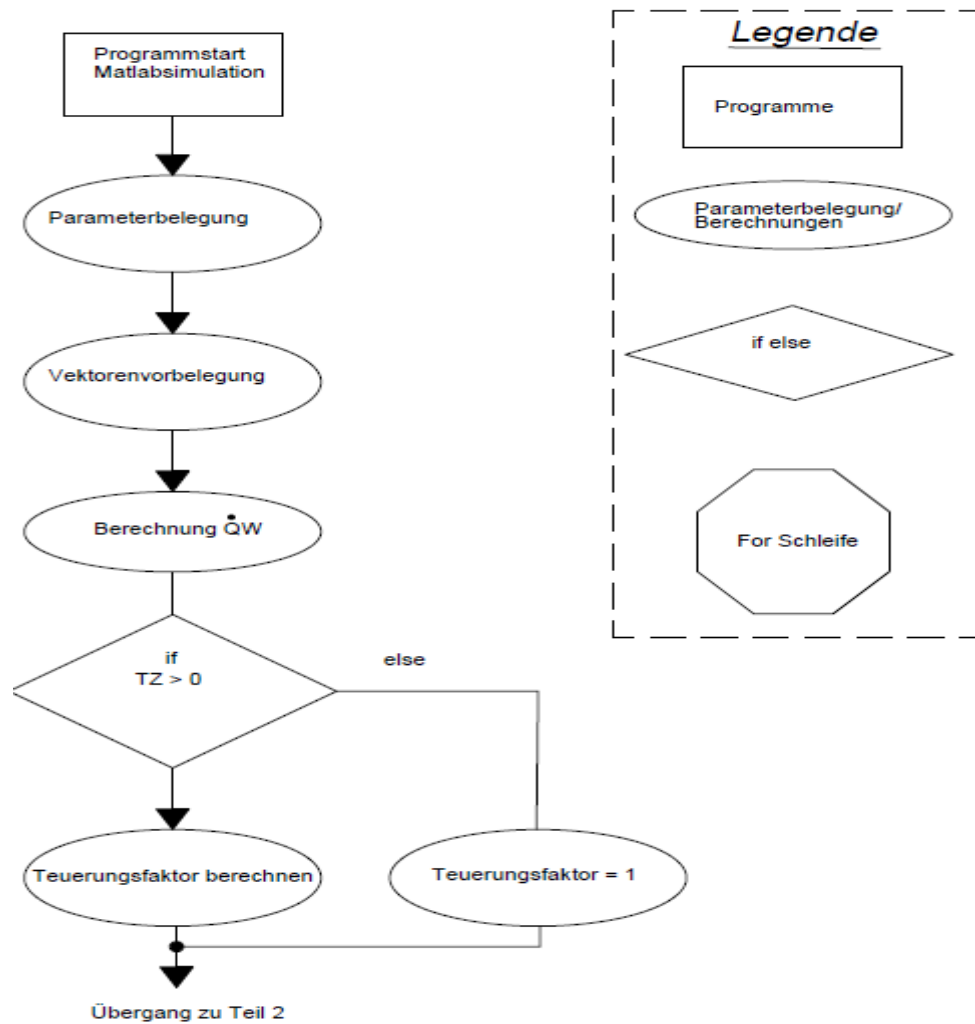 Programmstart
Matlabsimulation
Parameterbelegung
Vektorenvorbelegung
Berechnung Q̇W
if
TZ > 0
else
Teuerungsfaktor berechnen
Teuerungsfaktor = 1
Übergang zu Teil 2
Legende
Programme
Parameterbelegung/
Berechnungen
if else
For Schleife